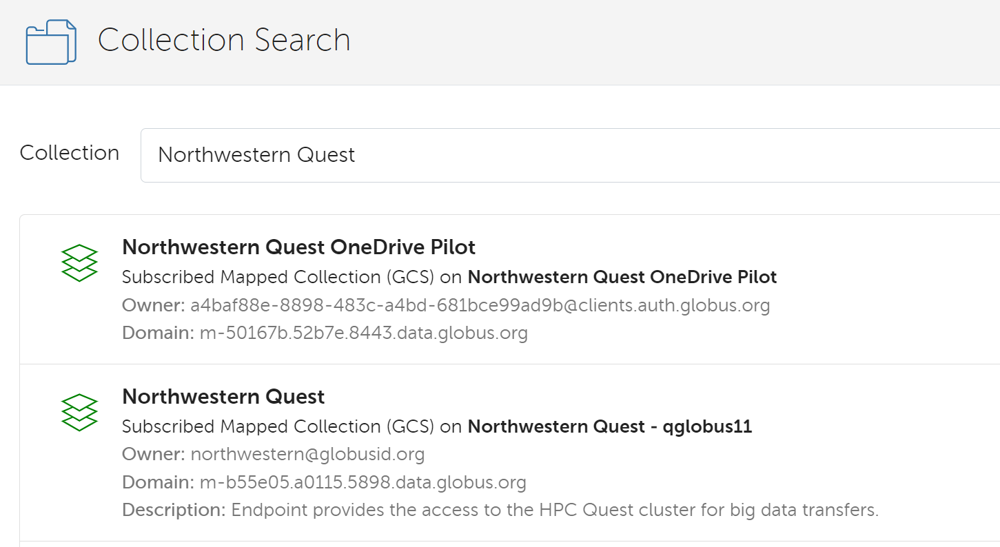 Collection Search
Collection
Northwestern Quest
Northwestern Quest OneDrive Pilot
Subscribed Mapped Collection (GCS) on Northwestern Quest OneDrive Pilot
Owner: a4baf88e-8898-483c-a4bd-681bce99ad9b@clients.auth.globus.org
Domain: m-50167b.52b7e.8443.data.globus.org
Northwestern Quest
Subscribed Mapped Collection (GCS) on Northwestern Quest - qglobus11
Owner: northwestern@globusid.org
Domain: m-b55e05.a0115.5898.data.globus.org
Description: Endpoint provides the access to the HPC Quest cluster for big data transfers.